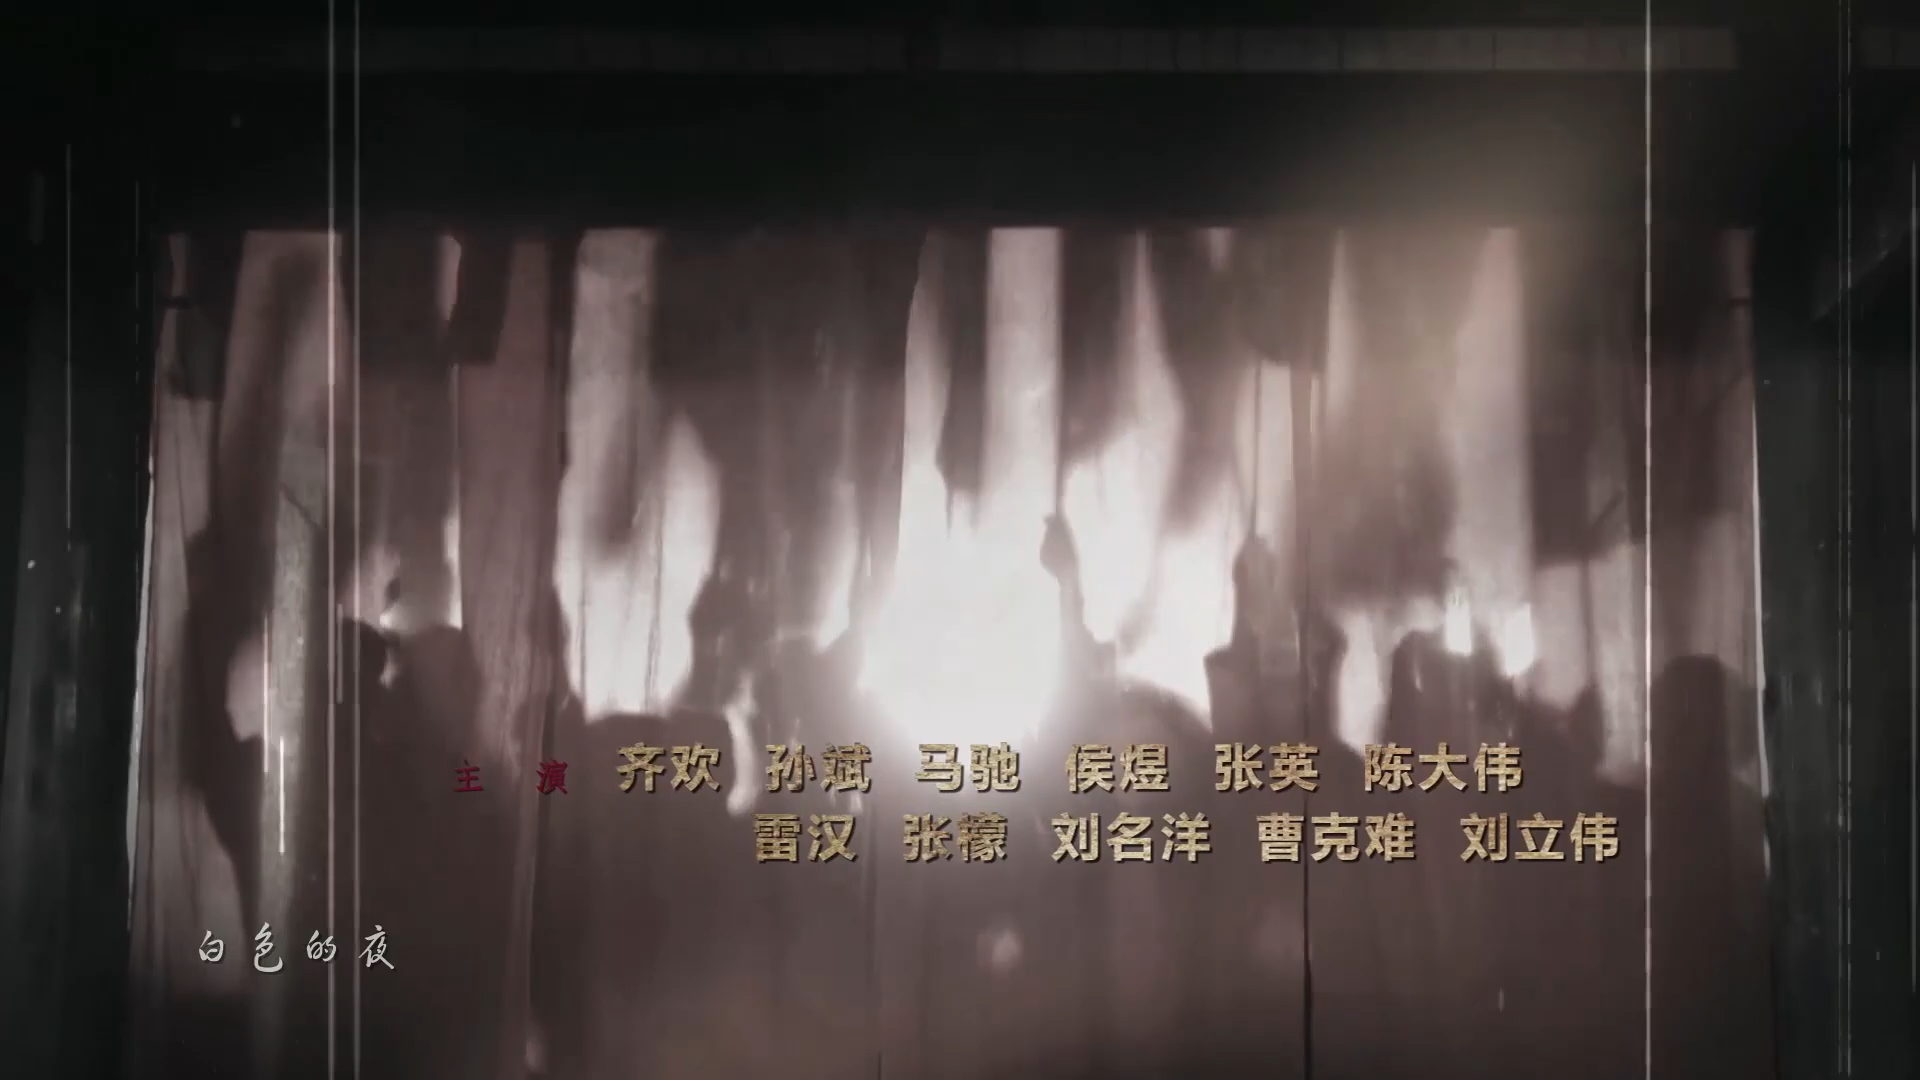 主 演 齐欢 孙斌 马驰 侯煜 张英 陈大伟
雷汉 张檬 刘名洋 曹克难 刘立伟
白色的夜